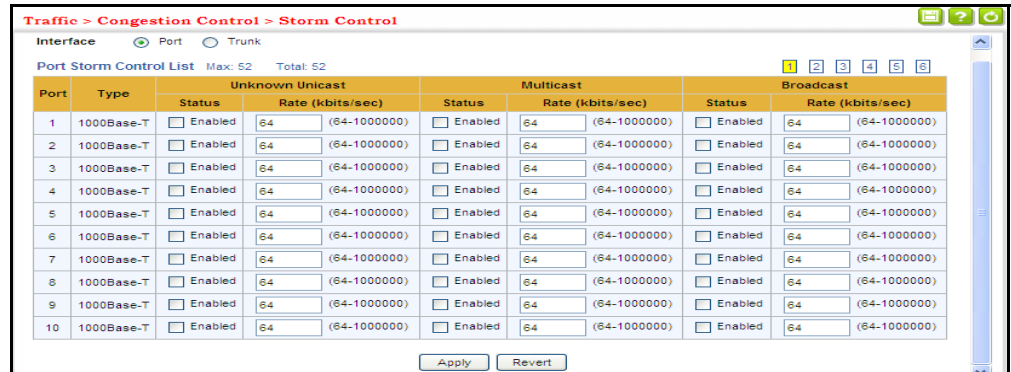 Traffic > Congestion Control > Storm Control
?
Interface Port Trunk
Port Storm Control List Max: 52 Total: 52 1 2 3 4 5 6
Port Type Unknown Unicast Multicast Broadcast
Status Rate (kbits/sec) Status Rate (kbits/sec) Status Rate (kbits/sec)
1 1000Base-T Enabled 64 (64-1000000) Enabled 64 (64-1000000) Enabled 64 (64-1000000)
2 1000Base-T Enabled 64 (64-1000000) Enabled 64 (64-1000000) Enabled 64 (64-1000000)
3 1000Base-T Enabled 64 (64-1000000) Enabled 64 (64-1000000) Enabled 64 (64-1000000)
4 1000Base-T Enabled 64 (64-1000000) Enabled 64 (64-1000000) Enabled 64 (64-1000000)
5 1000Base-T Enabled 64 (64-1000000) Enabled 64 (64-1000000) Enabled 64 (64-1000000)
6 1000Base-T Enabled 64 (64-1000000) Enabled 64 (64-1000000) Enabled 64 (64-1000000)
7 1000Base-T Enabled 64 (64-1000000) Enabled 64 (64-1000000) Enabled 64 (64-1000000)
8 1000Base-T Enabled 64 (64-1000000) Enabled 64 (64-1000000) Enabled 64 (64-1000000)
9 1000Base-T Enabled 64 (64-1000000) Enabled 64 (64-1000000) Enabled 64 (64-1000000)
10 1000Base-T Enabled 64 (64-1000000) Enabled 64 (64-1000000) Enabled 64 (64-1000000)
Apply Revert